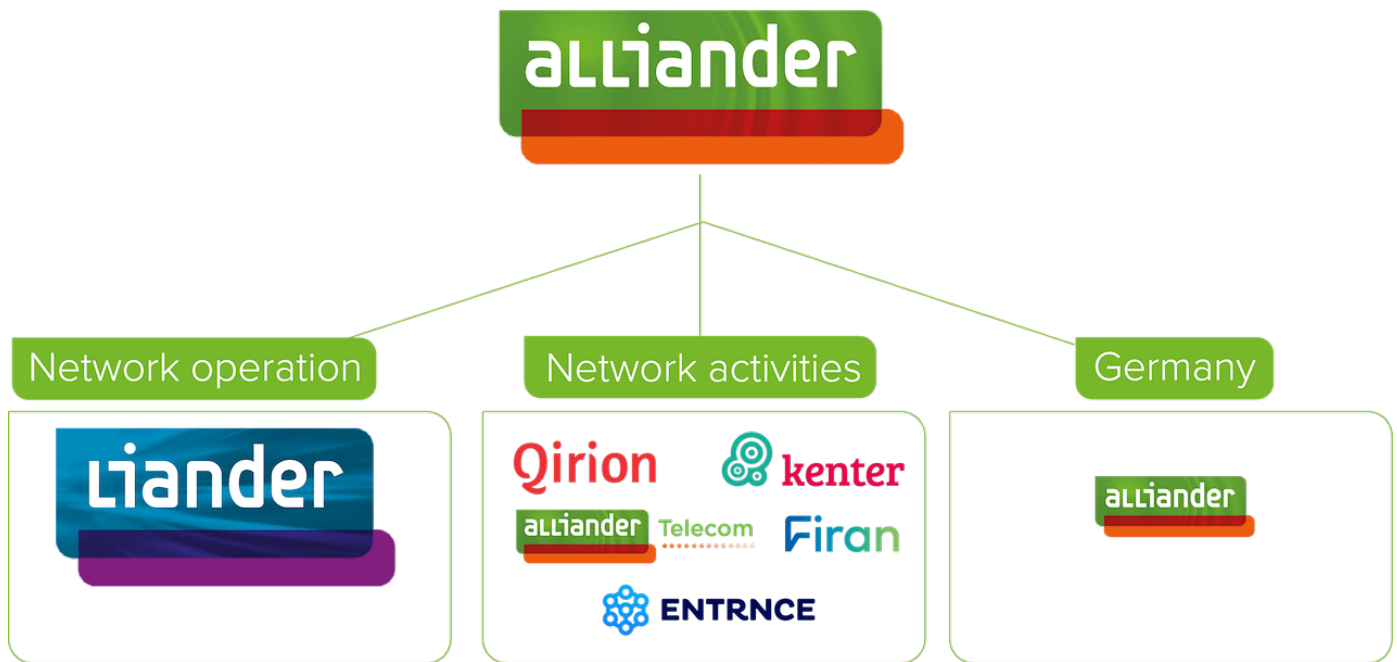 alliander
Network operation
Network activities
Germany
Liander
Qirion
kenter
alliander Telecom
Firan
ENTRNCE
alliander